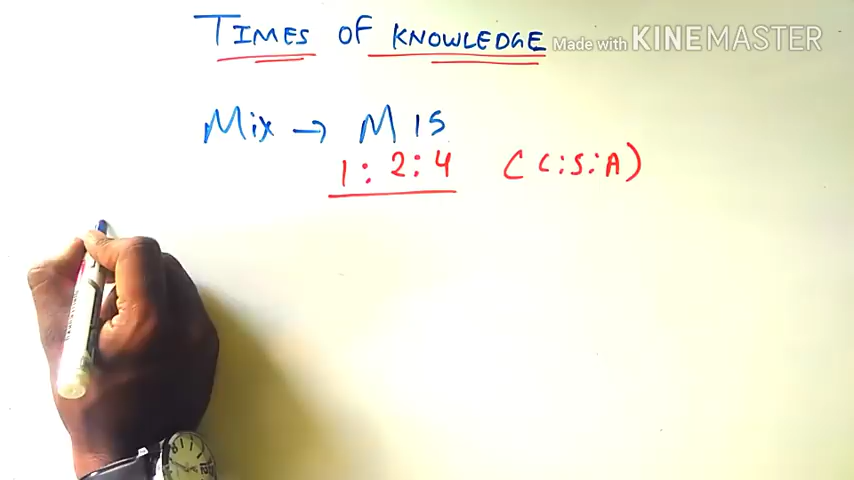 TIMES OF KNOWLEDGE
Made with KINEMASTER
Mix → M 15
1 : 2 : 4 (C:S:A)